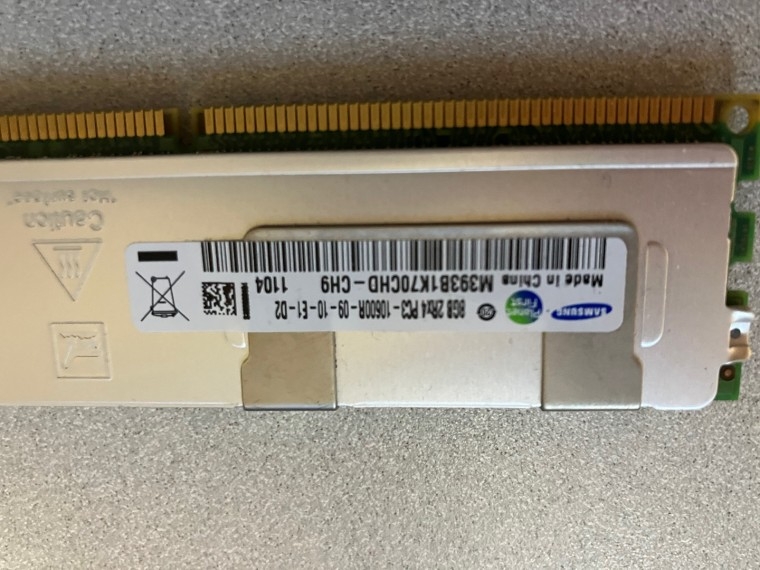 SAMSUNG Planet First 8GB 2Rx4 PC3-10600R-09-10-E1-D2
Made in China M393B1K70CHD-CH9 1104
Caution
"Hot surface"